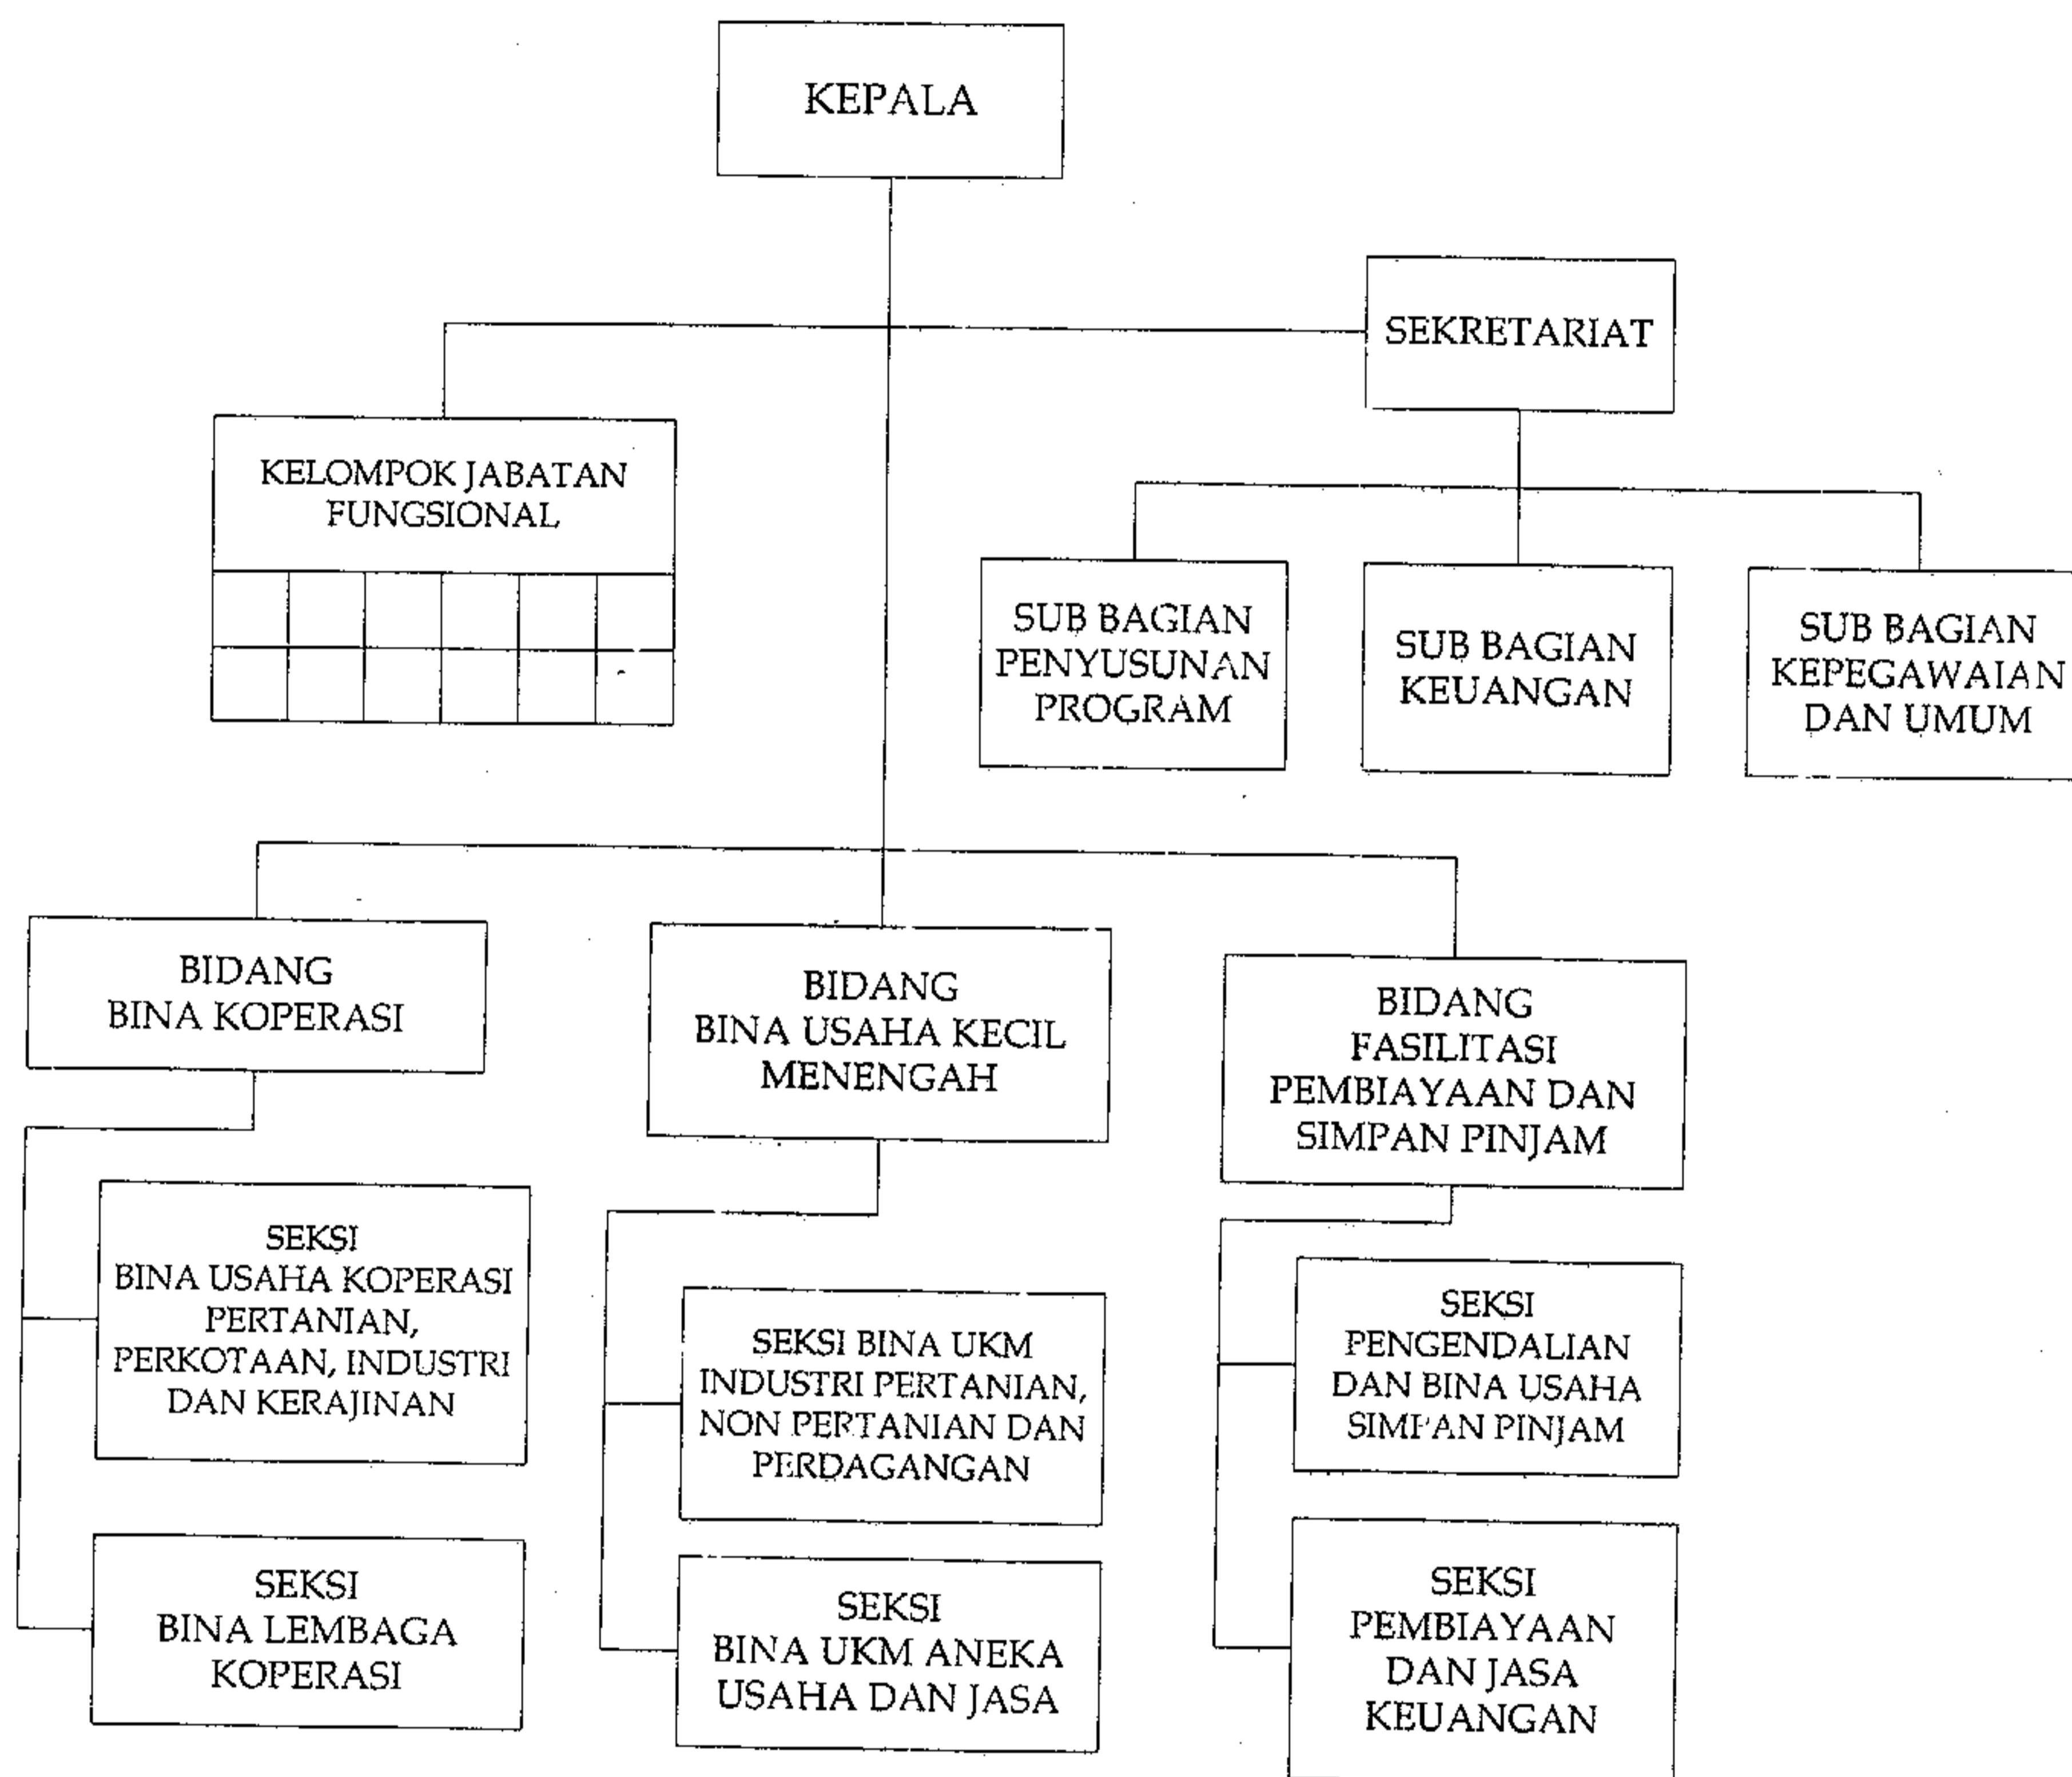 KEPALA
SEKRETARIAT
KELOMPOK JABATAN
FUNGSIONAL
SUB BAGIAN
PENYUSUNAN
PROGRAM
SUB BAGIAN
KEUANGAN
SUB BAGIAN
KEPEGAWAIAN
DAN UMUM
BIDANG
BINA KOPERASI
BIDANG
BINA USAHA KECIL
MENENGAH
BIDANG
FASILITASI
PEMBIAYAAN DAN
SIMPAN PINJAM
SEKSI
BINA USAHA KOPERASI
PERTANIAN,
PERKOTAAN, INDUSTRI
DAN KERAJINAN
SEKSI BINA UKM
INDUSTRI PERTANIAN,
NON PERTANIAN DAN
PERDAGANGAN
SEKSI
PENGENDALIAN
DAN BINA USAHA
SIMPAN PINJAM
SEKSI
BINA LEMBAGA
KOPERASI
SEKSI
BINA UKM ANEKA
USAHA DAN JASA
SEKSI
PEMBIAYAAN
DAN JASA
KEUANGAN